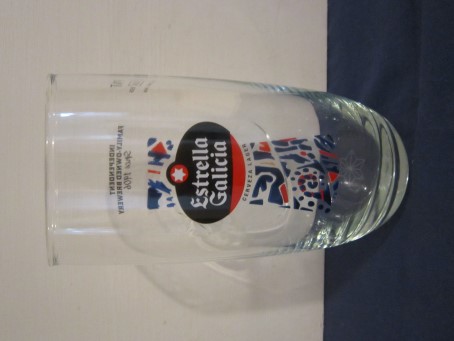 Estrella
Galicia
CERVEZA LAGER
Since 1906
INDEPENDENT
FAMILY-OWNED BREWERY